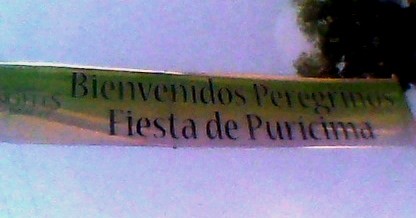 Bienvenidos Peregrinos
Fiesta de Puricima